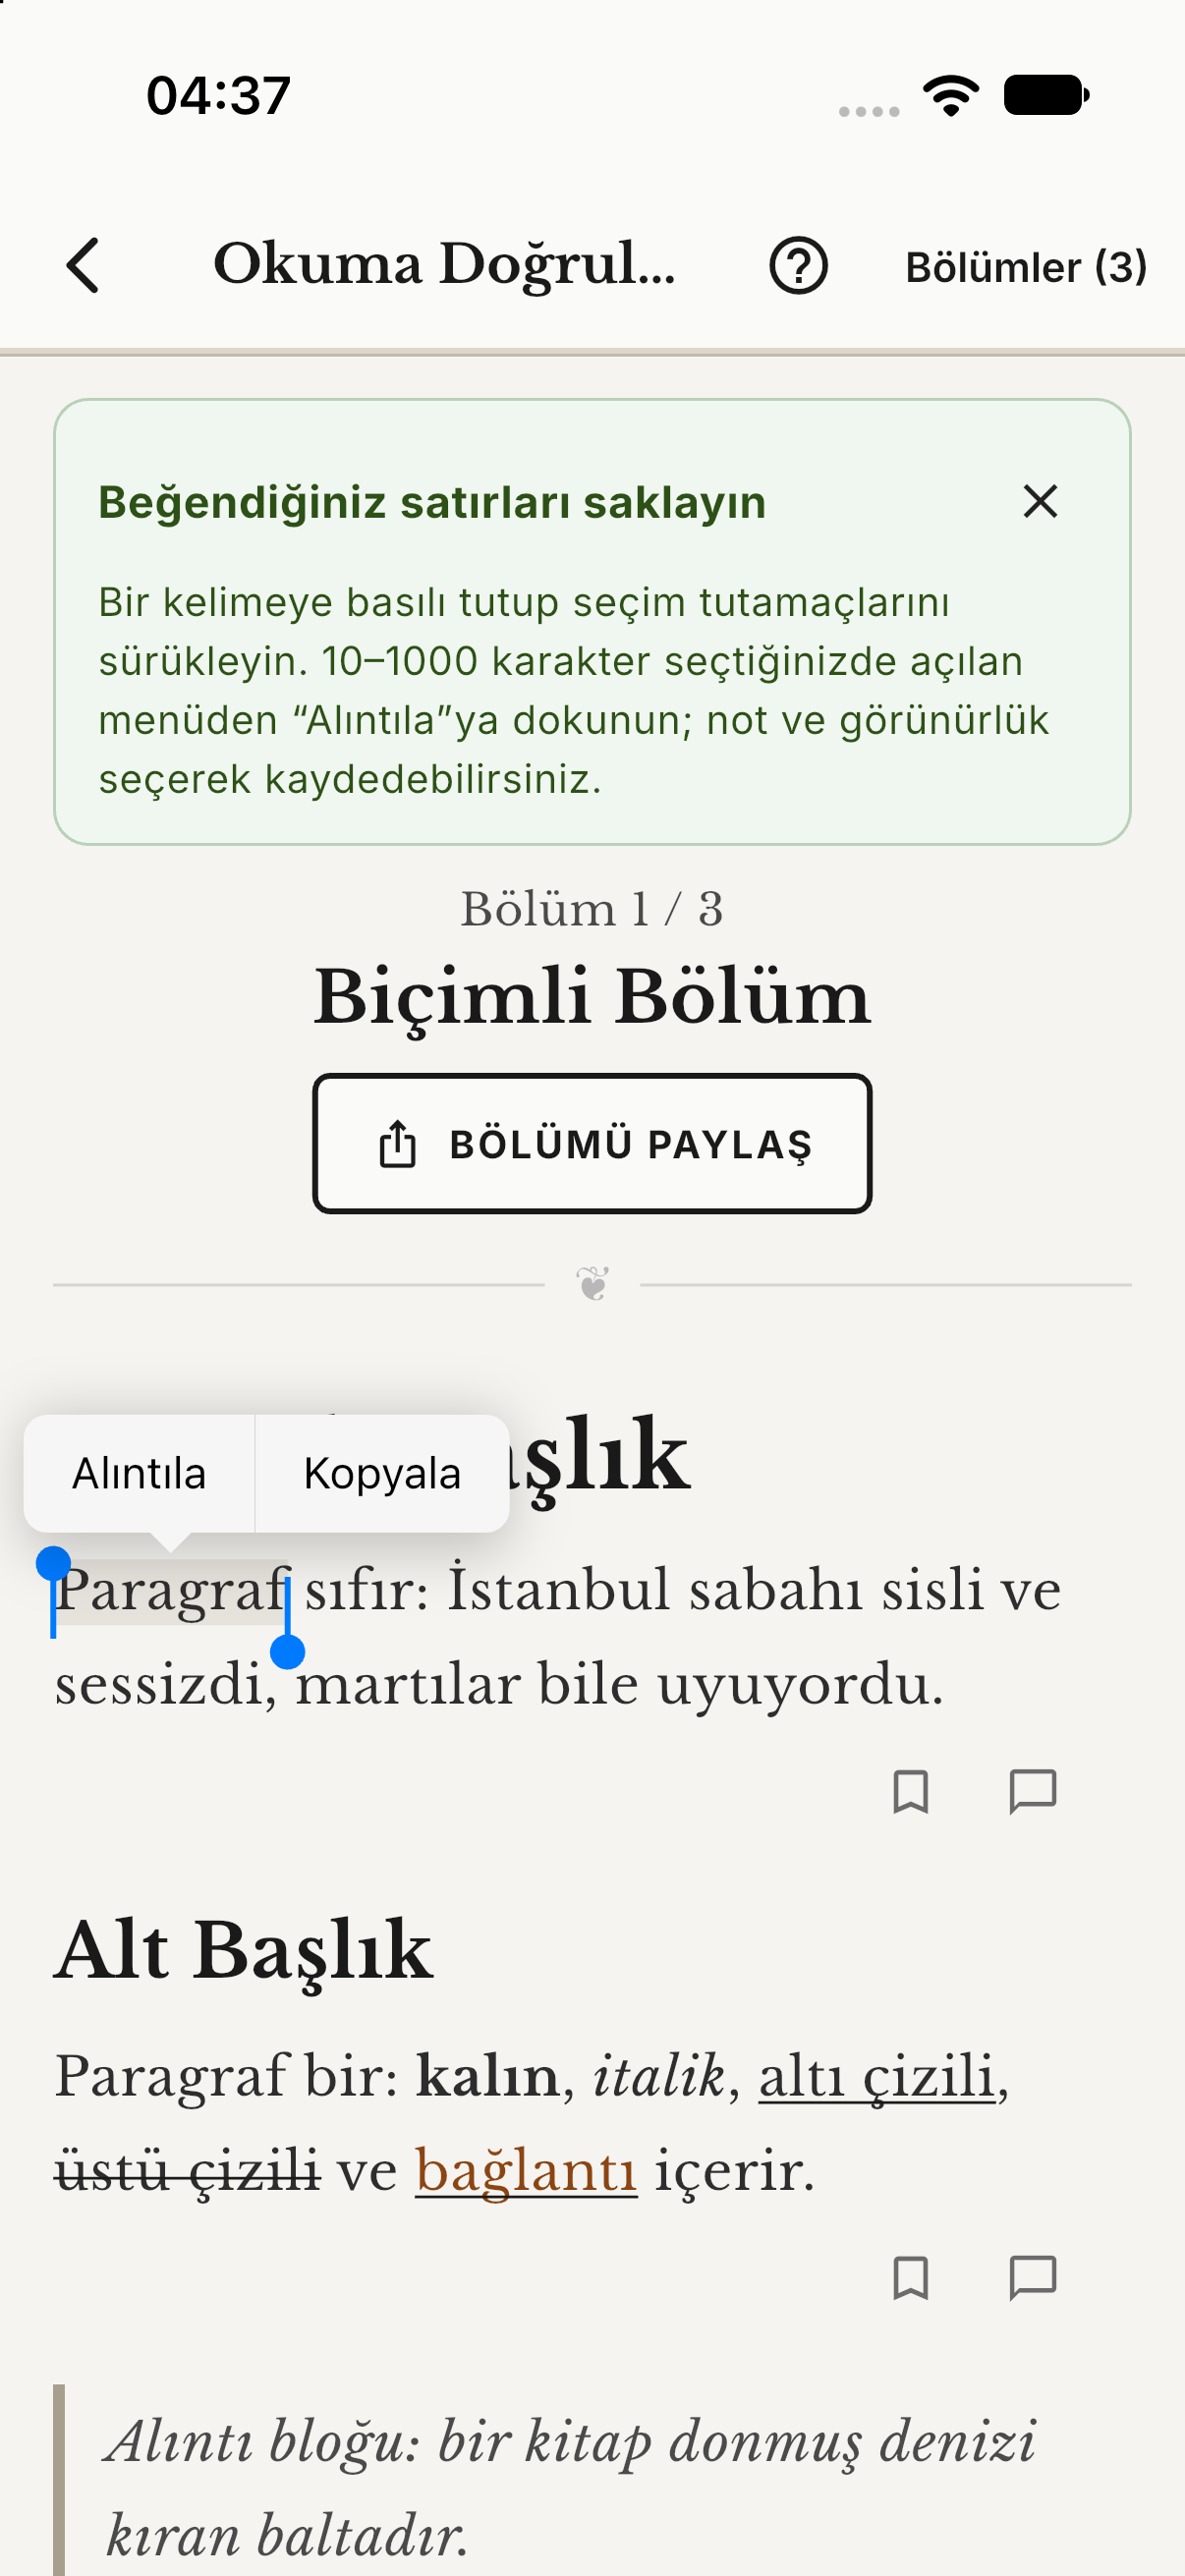 04:37
Okuma Doğrul...
Bölümler (3)
Beğendiğiniz satırları saklayın
Bir kelimeye basılı tutup seçim tutamaçlarını
sürükleyin. 10–1000 karakter seçtiğinizde açılan
menüden “Alıntıla”ya dokunun; not ve görünürlük
seçerek kaydedebilirsiniz.
Bölüm 1 / 3
Biçimli Bölüm
BÖLÜMÜ PAYLAŞ
Alıntıla
Kopyala
Paragraf sıfır: İstanbul sabahı sisli ve
sessizdi, martılar bile uyuyordu.
Alt Başlık
Paragraf bir: kalın, italik, altı çizili,
üstü çizili ve bağlantı içerir.
Alıntı bloğu: bir kitap donmuş denizi
kıran baltadır.